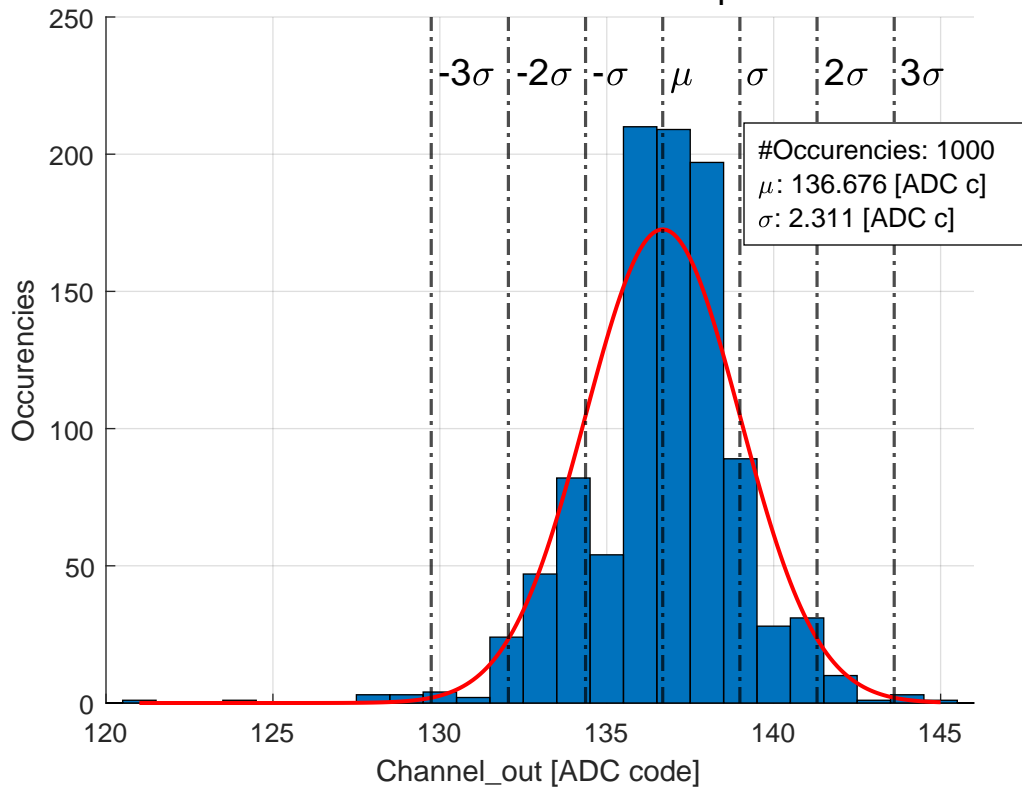 250
200
150
100
50
0
Occurencies
-3σ -2σ -σ μ σ 2σ 3σ
#Occurencies: 1000
μ: 136.676 [ADC c]
σ: 2.311 [ADC c]
120 125 130 135 140 145
Channel_out [ADC code]